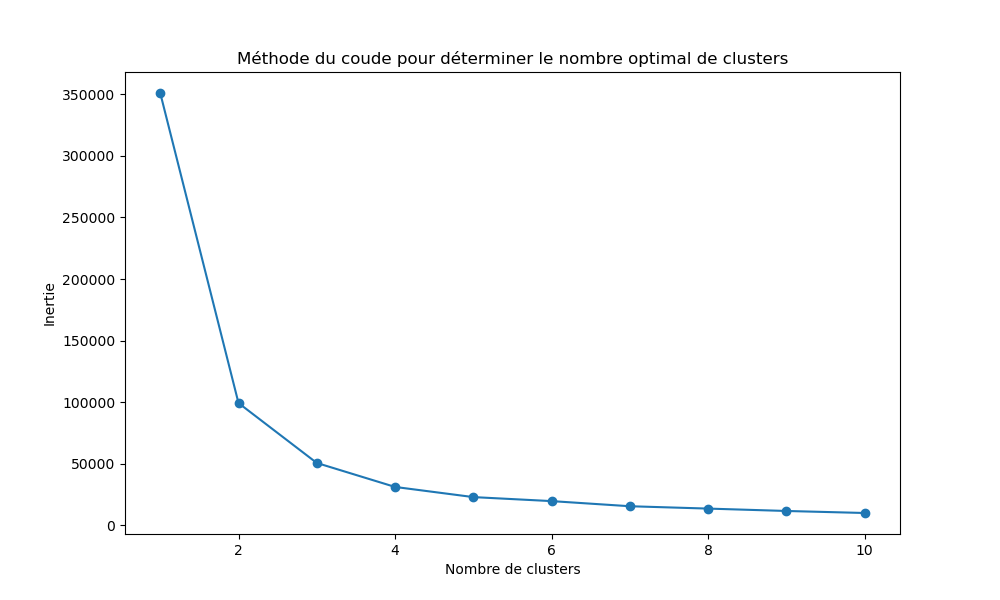 Méthode du coude pour déterminer le nombre optimal de clusters
350000
300000
250000
200000
150000
100000
50000
0
Inertie
2 4 6 8 10
Nombre de clusters